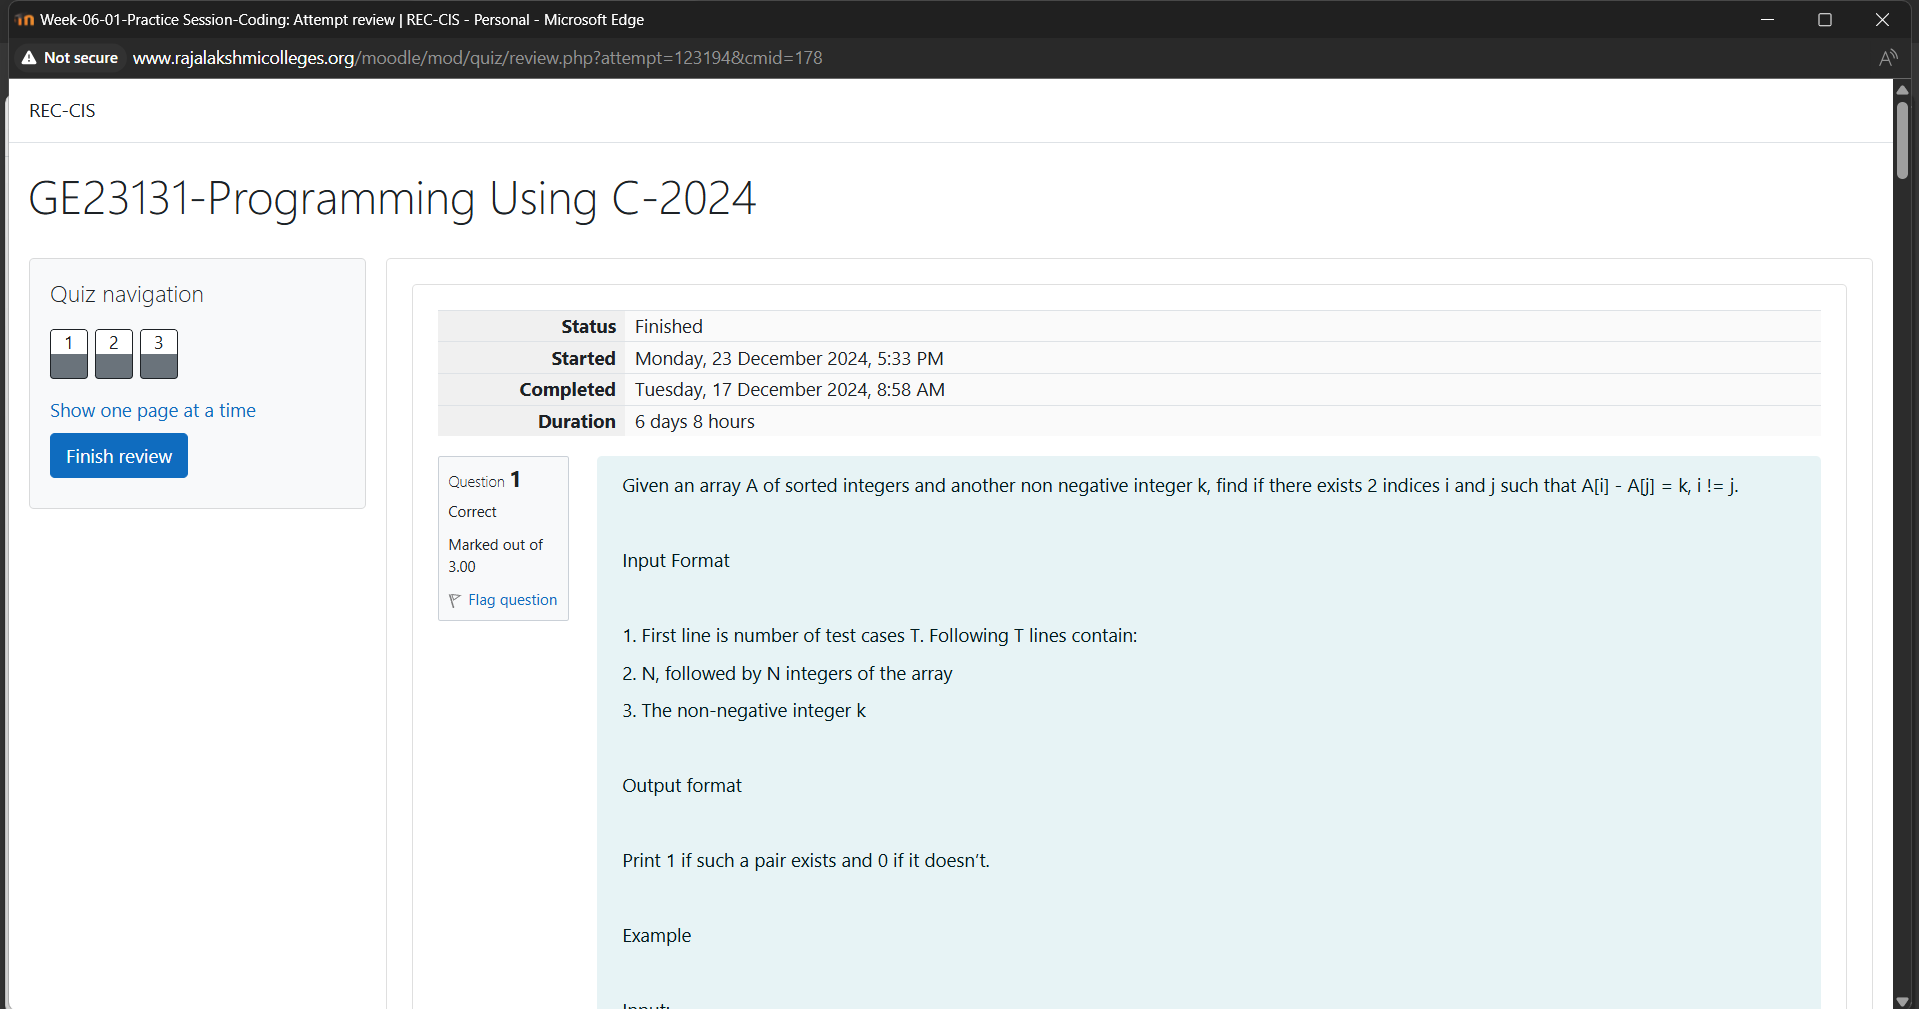 Week-06-01-Practice Session-Coding: Attempt review | REC-CIS - Personal - Microsoft Edge
Not secure www.rajalakshmicolleges.org/moodle/mod/quiz/review.php?attempt=123194&cmid=178
REC-CIS
GE23131-Programming Using C-2024
Quiz navigation
1 2 3
Show one page at a time
Finish review
Status Finished
Started Monday, 23 December 2024, 5:33 PM
Completed Tuesday, 17 December 2024, 8:58 AM
Duration 6 days 8 hours
Question 1
Correct
Marked out of
3.00
Flag question
Given an array A of sorted integers and another non negative integer k, find if there exists 2 indices i and j such that A[i] - A[j] = k, i != j.
Input Format
1. First line is number of test cases T. Following T lines contain:
2. N, followed by N integers of the array
3. The non-negative integer k
Output format
Print 1 if such a pair exists and 0 if it doesn’t.
Example
Input: